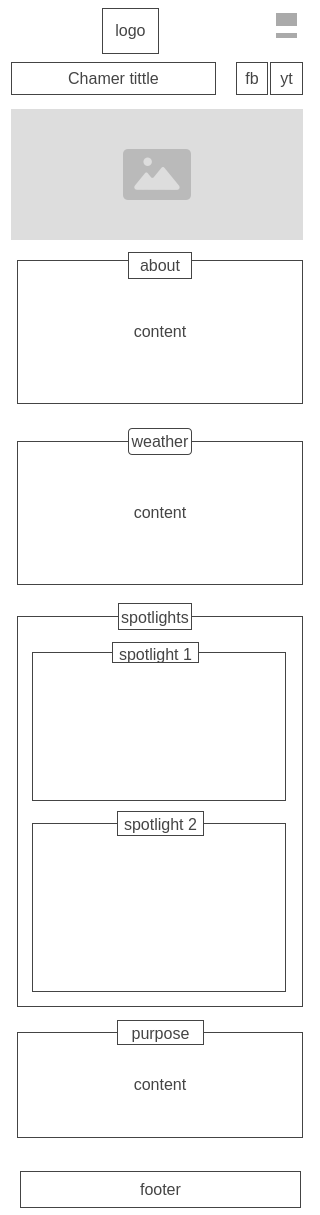 logo
Chamer tittle
fb
yt
about
content
weather
content
spotlights
spotlight 1
spotlight 2
purpose
content
footer